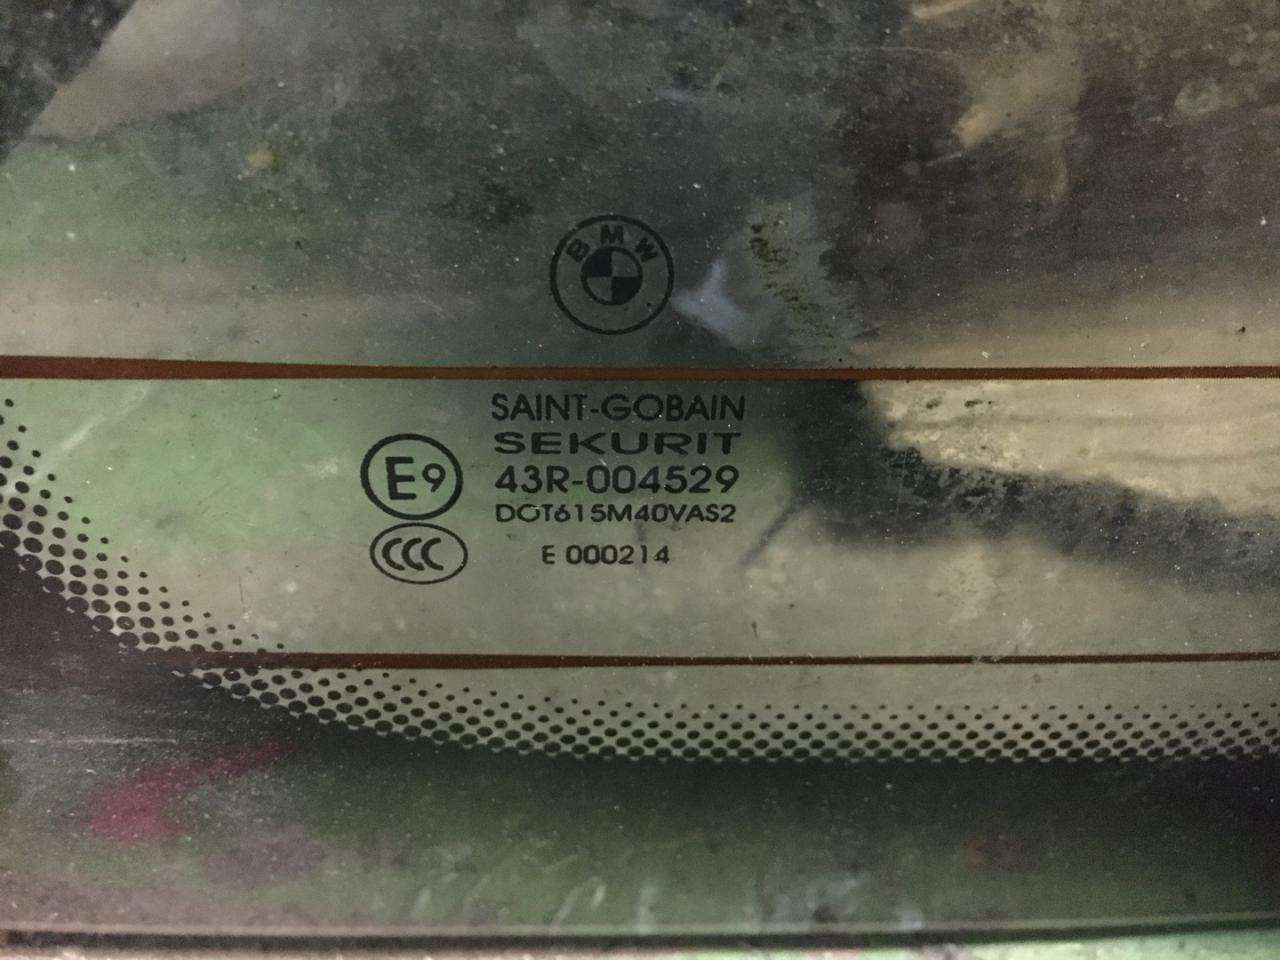 BMW
SAINT-GOBAIN
SEKURIT
E9
43R-004529
DOT615M40VAS2
CCC
E 000214